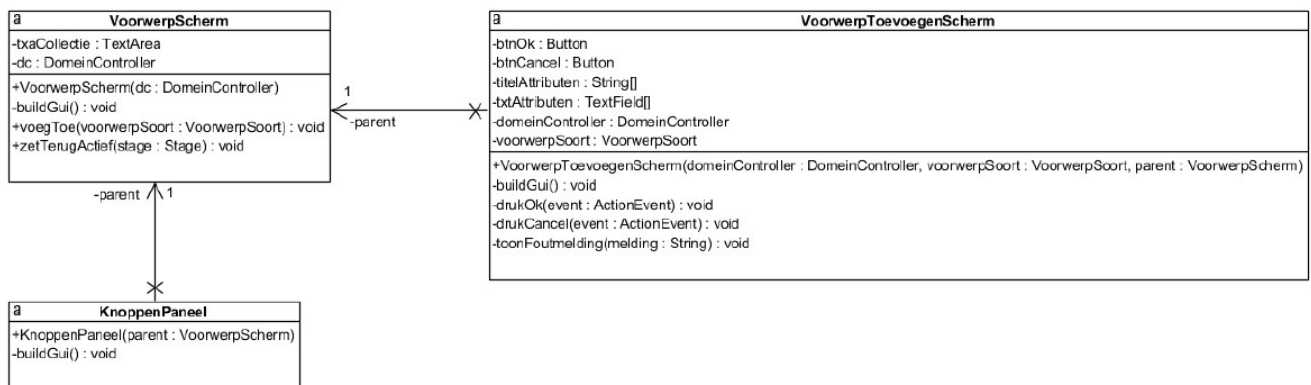 a
VoorwerpScherm
-txaCollectie : TextArea
-dc : DomeinController
+VoorwerpScherm(dc : DomeinController)
-buildGui() : void
+voegToe(voorwerpSoort : VoorwerpSoort) : void
+zetTerugActief(stage : Stage) : void
1
-parent
a
VoorwerpToevoegenScherm
-btnOk : Button
-btnCancel : Button
-titelAttributen : String[]
-txtAttributen : TextField[]
-domeinController : DomeinController
-voorwerpSoort : VoorwerpSoort
+VoorwerpToevoegenScherm(domeinController : DomeinController, voorwerpSoort : VoorwerpSoort, parent : VoorwerpScherm)
-buildGui() : void
-drukOk(event : ActionEvent) : void
-drukCancel(event : ActionEvent) : void
-toonFoutmelding(melding : String) : void
-parent 1
a
KnoppenPaneel
+KnoppenPaneel(parent : VoorwerpScherm)
-buildGui() : void